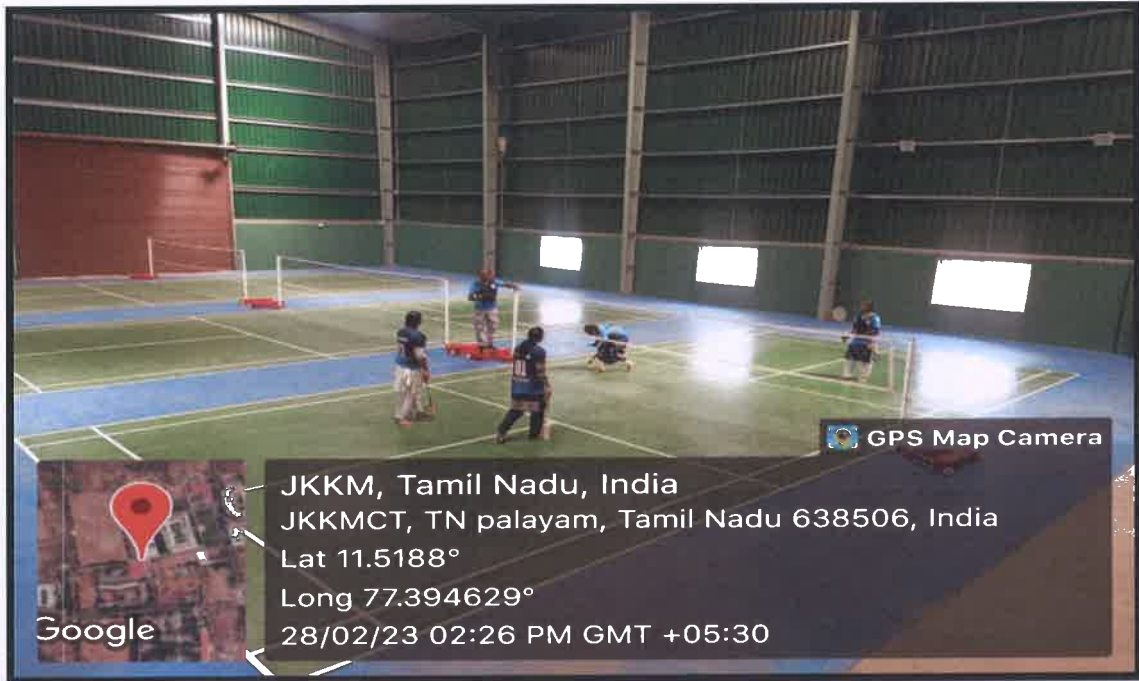 GPS Map Camera
JKKM, Tamil Nadu, India
JKKMCT, TN palayam, Tamil Nadu 638506, India
Lat 11.5188°
Long 77.394629°
28/02/23 02:26 PM GMT +05:30
Google